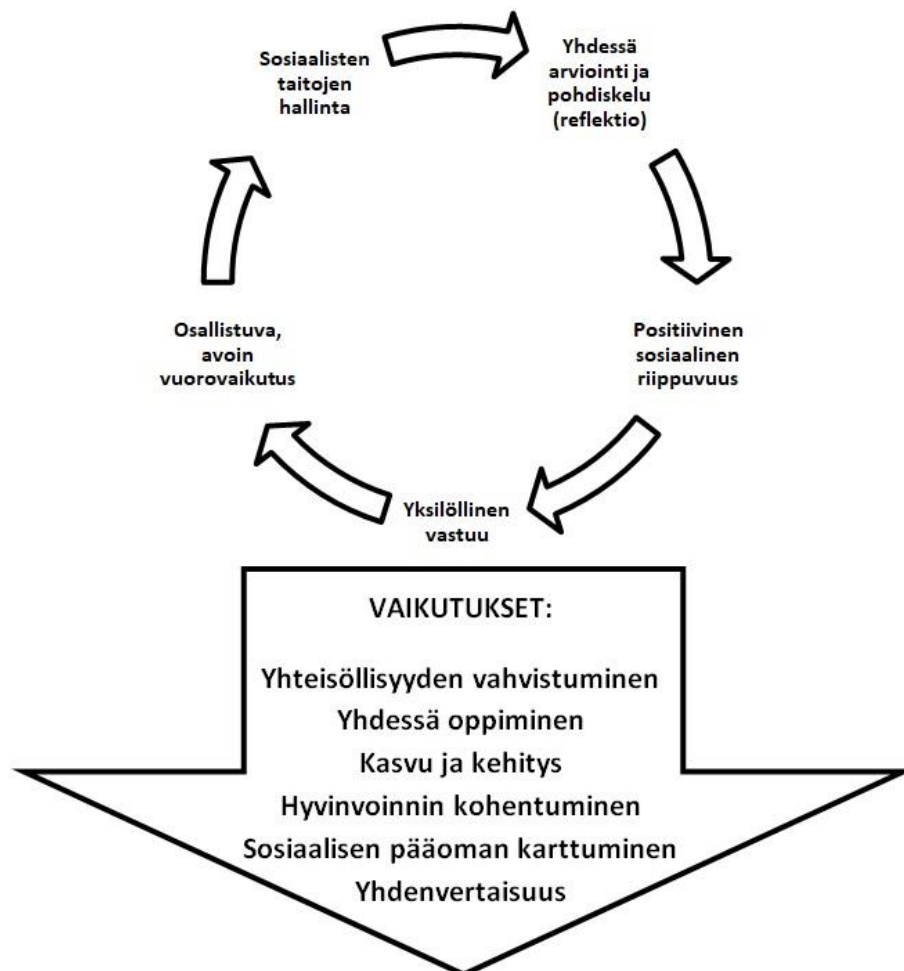 Sosiaalisten
taitojen
hallinta
Yhdessä
arviointi ja
pohdiskelu
(reflektio)
Positiivinen
sosiaalinen
riippuvuus
Yksilöllinen
vastuu
Osallistuva,
avoin
vuorovaikutus
VAIKUTUKSET:
Yhteisöllisyyden vahvistuminen
Yhdessä oppiminen
Kasvu ja kehitys
Hyvinvoinnin kohentuminen
Sosiaalisen pääoman karttuminen
Yhdenvertaisuus